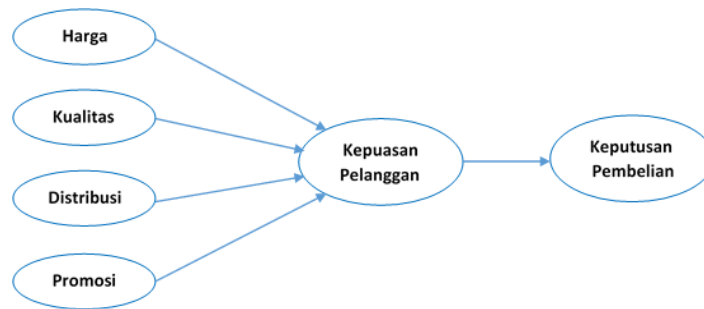 Harga
Kualitas
Distribusi
Promosi
Kepuasan
Pelanggan
Keputusan
Pembelian